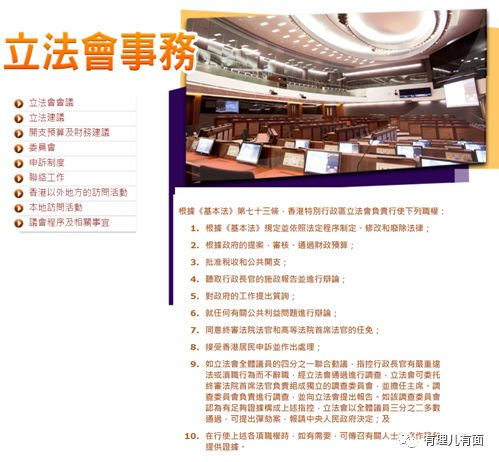 立法會事務
立法會會議
立法建議
開支預算及財務建議
委員會
申訴制度
聯絡工作
香港以外地方的訪問活動
本地訪問活動
議會程序及相關事宜
根據《基本法》第七十三條，香港特別行政區立法會負責行使下列職權：
1. 根據《基本法》規定並依照法定程序制定、修改和廢除法律；
2. 根據政府的提案，審核、通過財政預算；
3. 批准稅收和公共開支；
4. 聽取行政長官的施政報告並進行辯論；
5. 對政府的工作提出質詢；
6. 就任何有關公共利益問題進行辯論；
7. 同意終審法院法官和高等法院首席法官的任免；
8. 接受香港居民申訴並作出處理；
9. 如立法會全體議員的四分之一聯合動議，指控行政長官有嚴重違
法或瀆職行為而不辭職，經立法會通過進行調查，立法會可委托
終審法院首席法官負責組成獨立的調查委員會，並擔任主席。調
查委員會負責進行調查，並向立法會提出報告。如該調查委員會
認為有足夠證據構成上述指控，立法會以全體議員三分之二多數
通過，可提出彈劾案，報請中央人民政府決定；及
10. 在行使上述各項職權時，如有需要，可傳召有關人士
提供證據。
有理儿有面